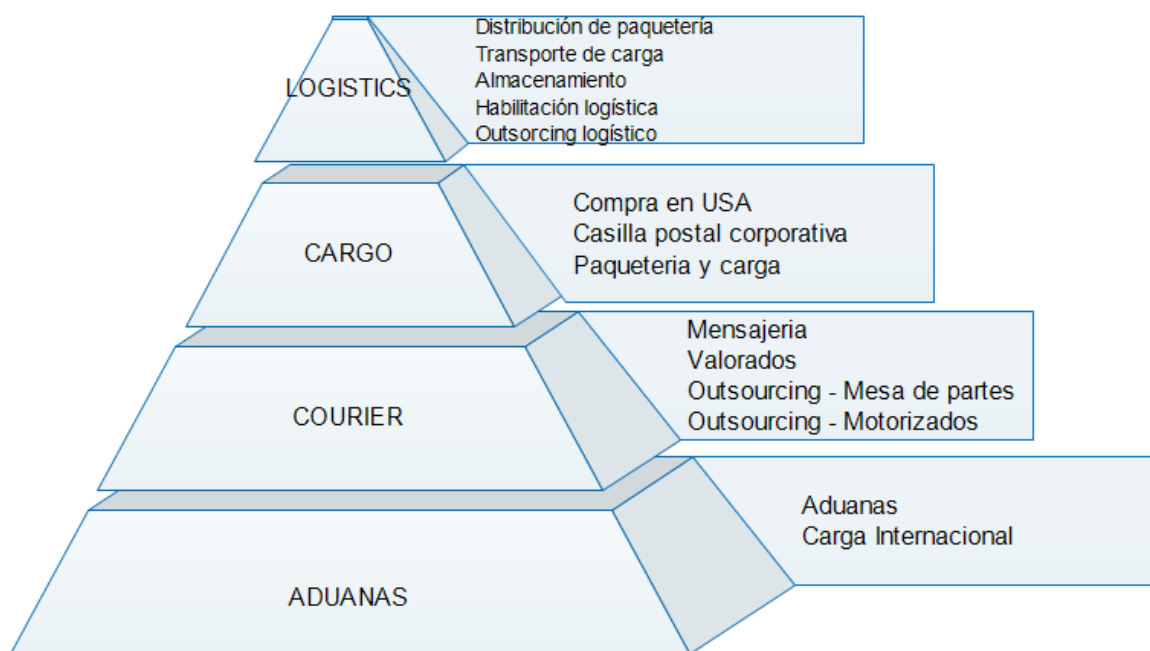 LOGISTICS
Distribución de paquetería
Transporte de carga
Almacenamiento
Habilitación logística
Outsorcing logístico
CARGO
Compra en USA
Casilla postal corporativa
Paqueteria y carga
COURIER
Mensajeria
Valorados
Outsourcing - Mesa de partes
Outsourcing - Motorizados
ADUANAS
Aduanas
Carga Internacional